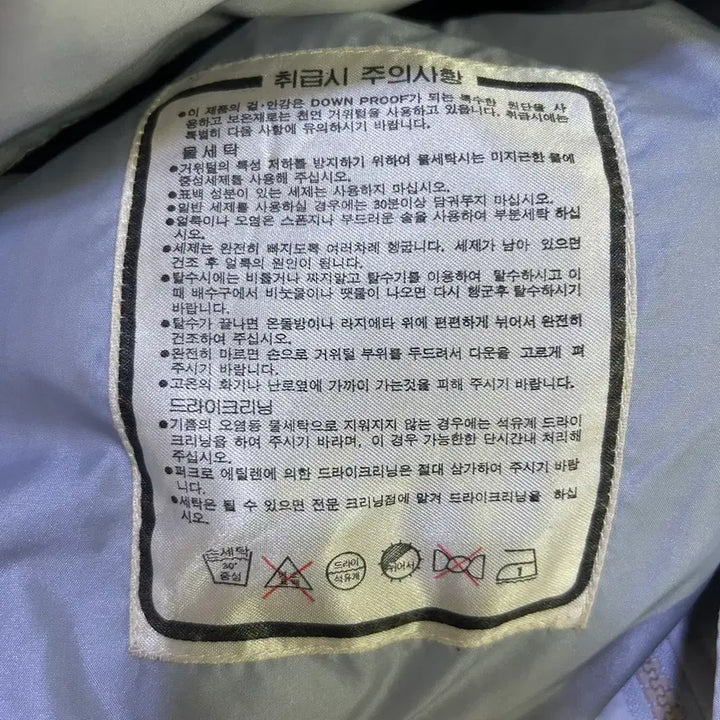 취급시 주의사항
●이 제품의 겉·안감은 DOWN PROOF가 되는 특수한 원단을 사
용하고 보온재로는 천연 거위털을 사용하고 있읍니다. 취급시에는
특별히 다음 사항에 유의하시기 바랍니다.
물세탁
●거위털의 특성 저하를 방지하기 위하여 물세탁시는 미지근한 물에
중성세제를 사용해 주십시오.
●표백 성분이 있는 세제는 사용하지 마십시오.
●일반 세제를 사용하실 경우에는 30분이상 담궈두지 마십시오.
●얼룩이나 오염은 스폰지나 부드러운 솔을 사용하여 부분세탁 하십
시오.
●세제는 완전히 빠지도록 여러차례 헹굽니다. 세제가 남아 있으면
건조 후 얼룩의 원인이 됩니다.
●탈수시에는 비틀거나 짜지말고 탈수기를 이용하여 탈수하시고 이
때 배수구에서 비눗물이나 땟물이 나오면 다시 헹군후 탈수하시기
바랍니다.
●탈수가 끝나면 온돌방이나 라지에타 위에 편편하게 뉘어서 완전히
건조하여 주십시오.
●완전히 마르면 손으로 거위털 부위를 두드려서 다운을 고르게 펴
주시기 바랍니다.
●고온의 화기나 난로옆에 가까이 가는것을 피해 주시기 바랍니다.
드라이크리닝
●기름의 오염등 물세탁으로 지워지지 않는 경우에는 석유계 드라이
크리닝을 하여 주시기 바라며, 이 경우 가능한한 단시간내 처리해
주십시오.
●퍼크로 에틸렌에 의한 드라이크리닝은 절대 삼가하여 주시기 바랍
니다.
●세탁은 될 수 있으면 전문 크리닝점에 맡겨 드라이크리닝을 하십
시오.
손세탁 30° 중성
드라이 석유계
뉘어서
1